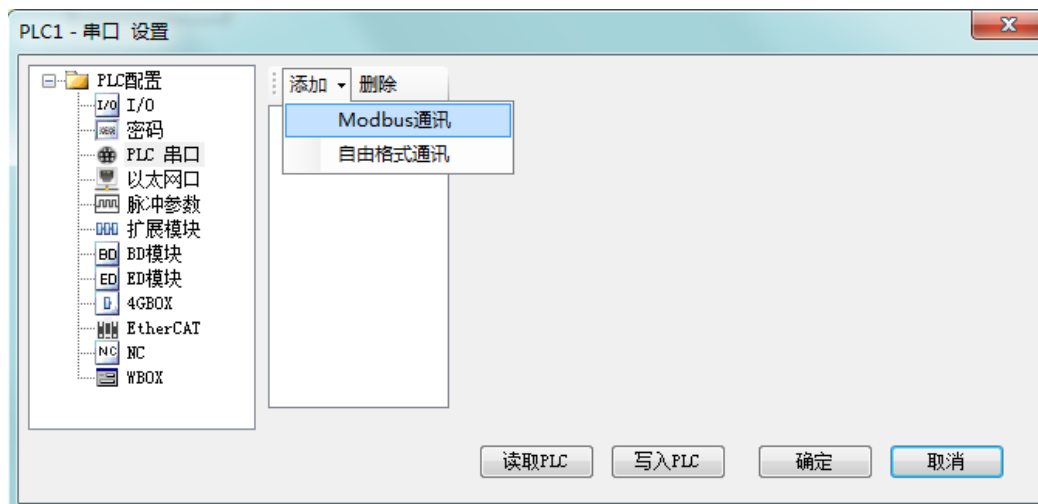 PLC1 - 串口 设置
PLC配置
I/O I/O
密码
PLC 串口
以太网口
脉冲参数
扩展模块
BD BD模块
ED ED模块
4GBOX
EtherCAT
NC NC
WBOX
添加 删除
Modbus通讯
自由格式通讯
读取PLC 写入PLC 确定 取消